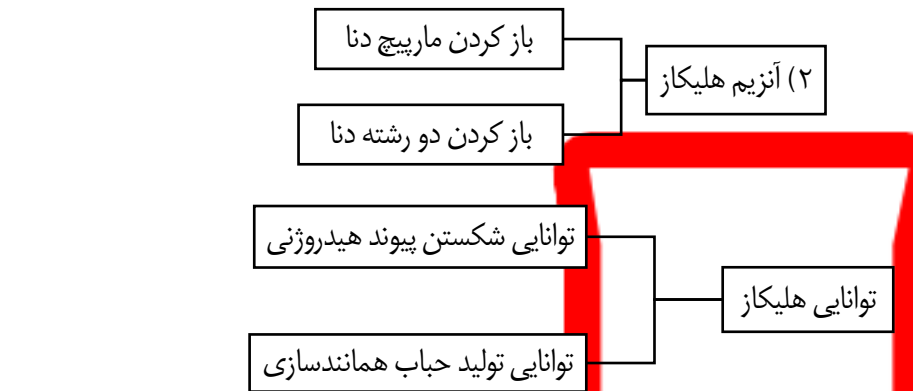 باز کردن مارپیچ دنا
۲) آنزیم هلیکاز
باز کردن دو رشته دنا
توانایی شکستن پیوند هیدروژنی
توانایی هلیکاز
توانایی تولید حباب همانندسازی